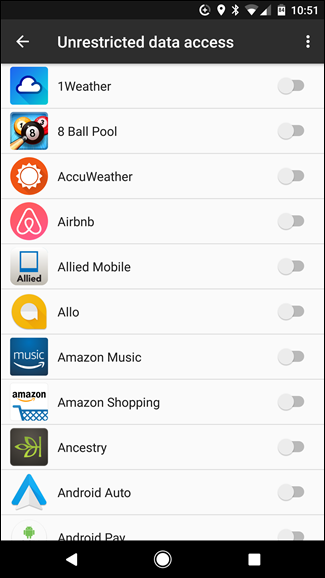 10:51
Unrestricted data access
1Weather
8 Ball Pool
AccuWeather
Airbnb
Allied
Allied Mobile
Allo
music
Amazon Music
amazon
Amazon Shopping
Ancestry
Android Auto
Android Pay